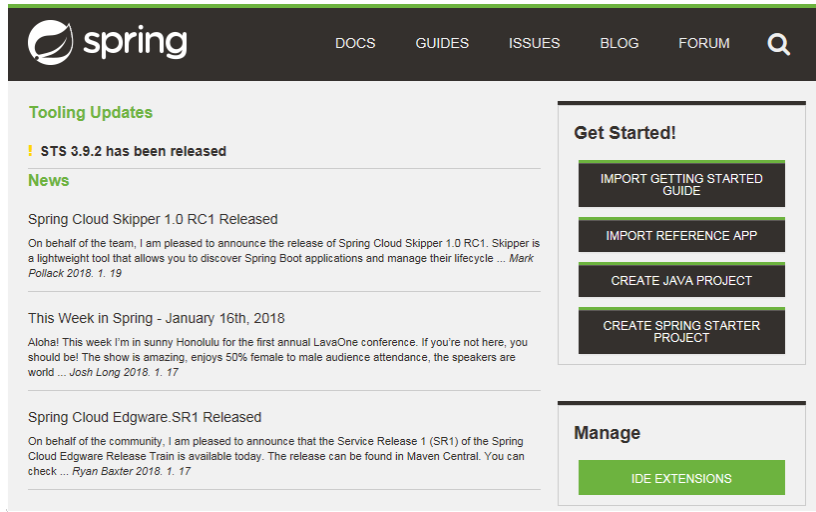 spring
DOCS GUIDES ISSUES BLOG FORUM
Tooling Updates
! STS 3.9.2 has been released
News
Spring Cloud Skipper 1.0 RC1 Released
On behalf of the team, I am pleased to announce the release of Spring Cloud Skipper 1.0 RC1. Skipper is
a lightweight tool that allows you to discover Spring Boot applications and manage their lifecycle ... Mark
Pollack 2018. 1. 19
This Week in Spring - January 16th, 2018
Aloha! This week I'm in sunny Honolulu for the first annual LavaOne conference. If you're not here, you
should be! The show is amazing, enjoys 50% female to male audience attendance, the speakers are
world ... Josh Long 2018. 1. 17
Spring Cloud Edgware.SR1 Released
On behalf of the community, I am pleased to announce that the Service Release 1 (SR1) of the Spring
Cloud Edgware Release Train is available today. The release can be found in Maven Central. You can
check ... Ryan Baxter 2018. 1. 17
Get Started!
IMPORT GETTING STARTED
GUIDE
IMPORT REFERENCE APP
CREATE JAVA PROJECT
CREATE SPRING STARTER
PROJECT
Manage
IDE EXTENSIONS